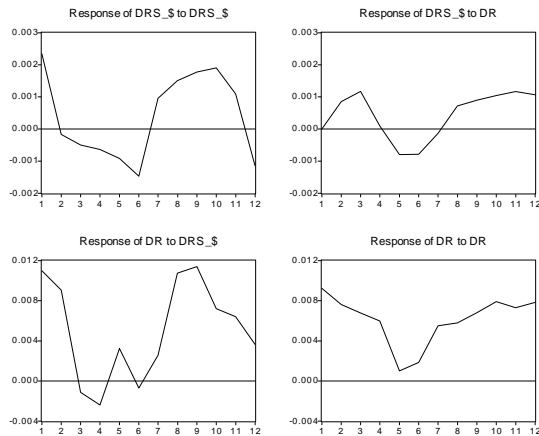 Response of DRS_$ to DRS_$
0.003
0.002
0.001
0.000
-0.001
-0.002
1 2 3 4 5 6 7 8 9 10 11 12
Response of DRS_$ to DR
0.003
0.002
0.001
0.000
-0.001
-0.002
1 2 3 4 5 6 7 8 9 10 11 12
Response of DR to DRS_$
0.012
0.008
0.004
0.000
-0.004
1 2 3 4 5 6 7 8 9 10 11 12
Response of DR to DR
0.012
0.008
0.004
0.000
-0.004
1 2 3 4 5 6 7 8 9 10 11 12